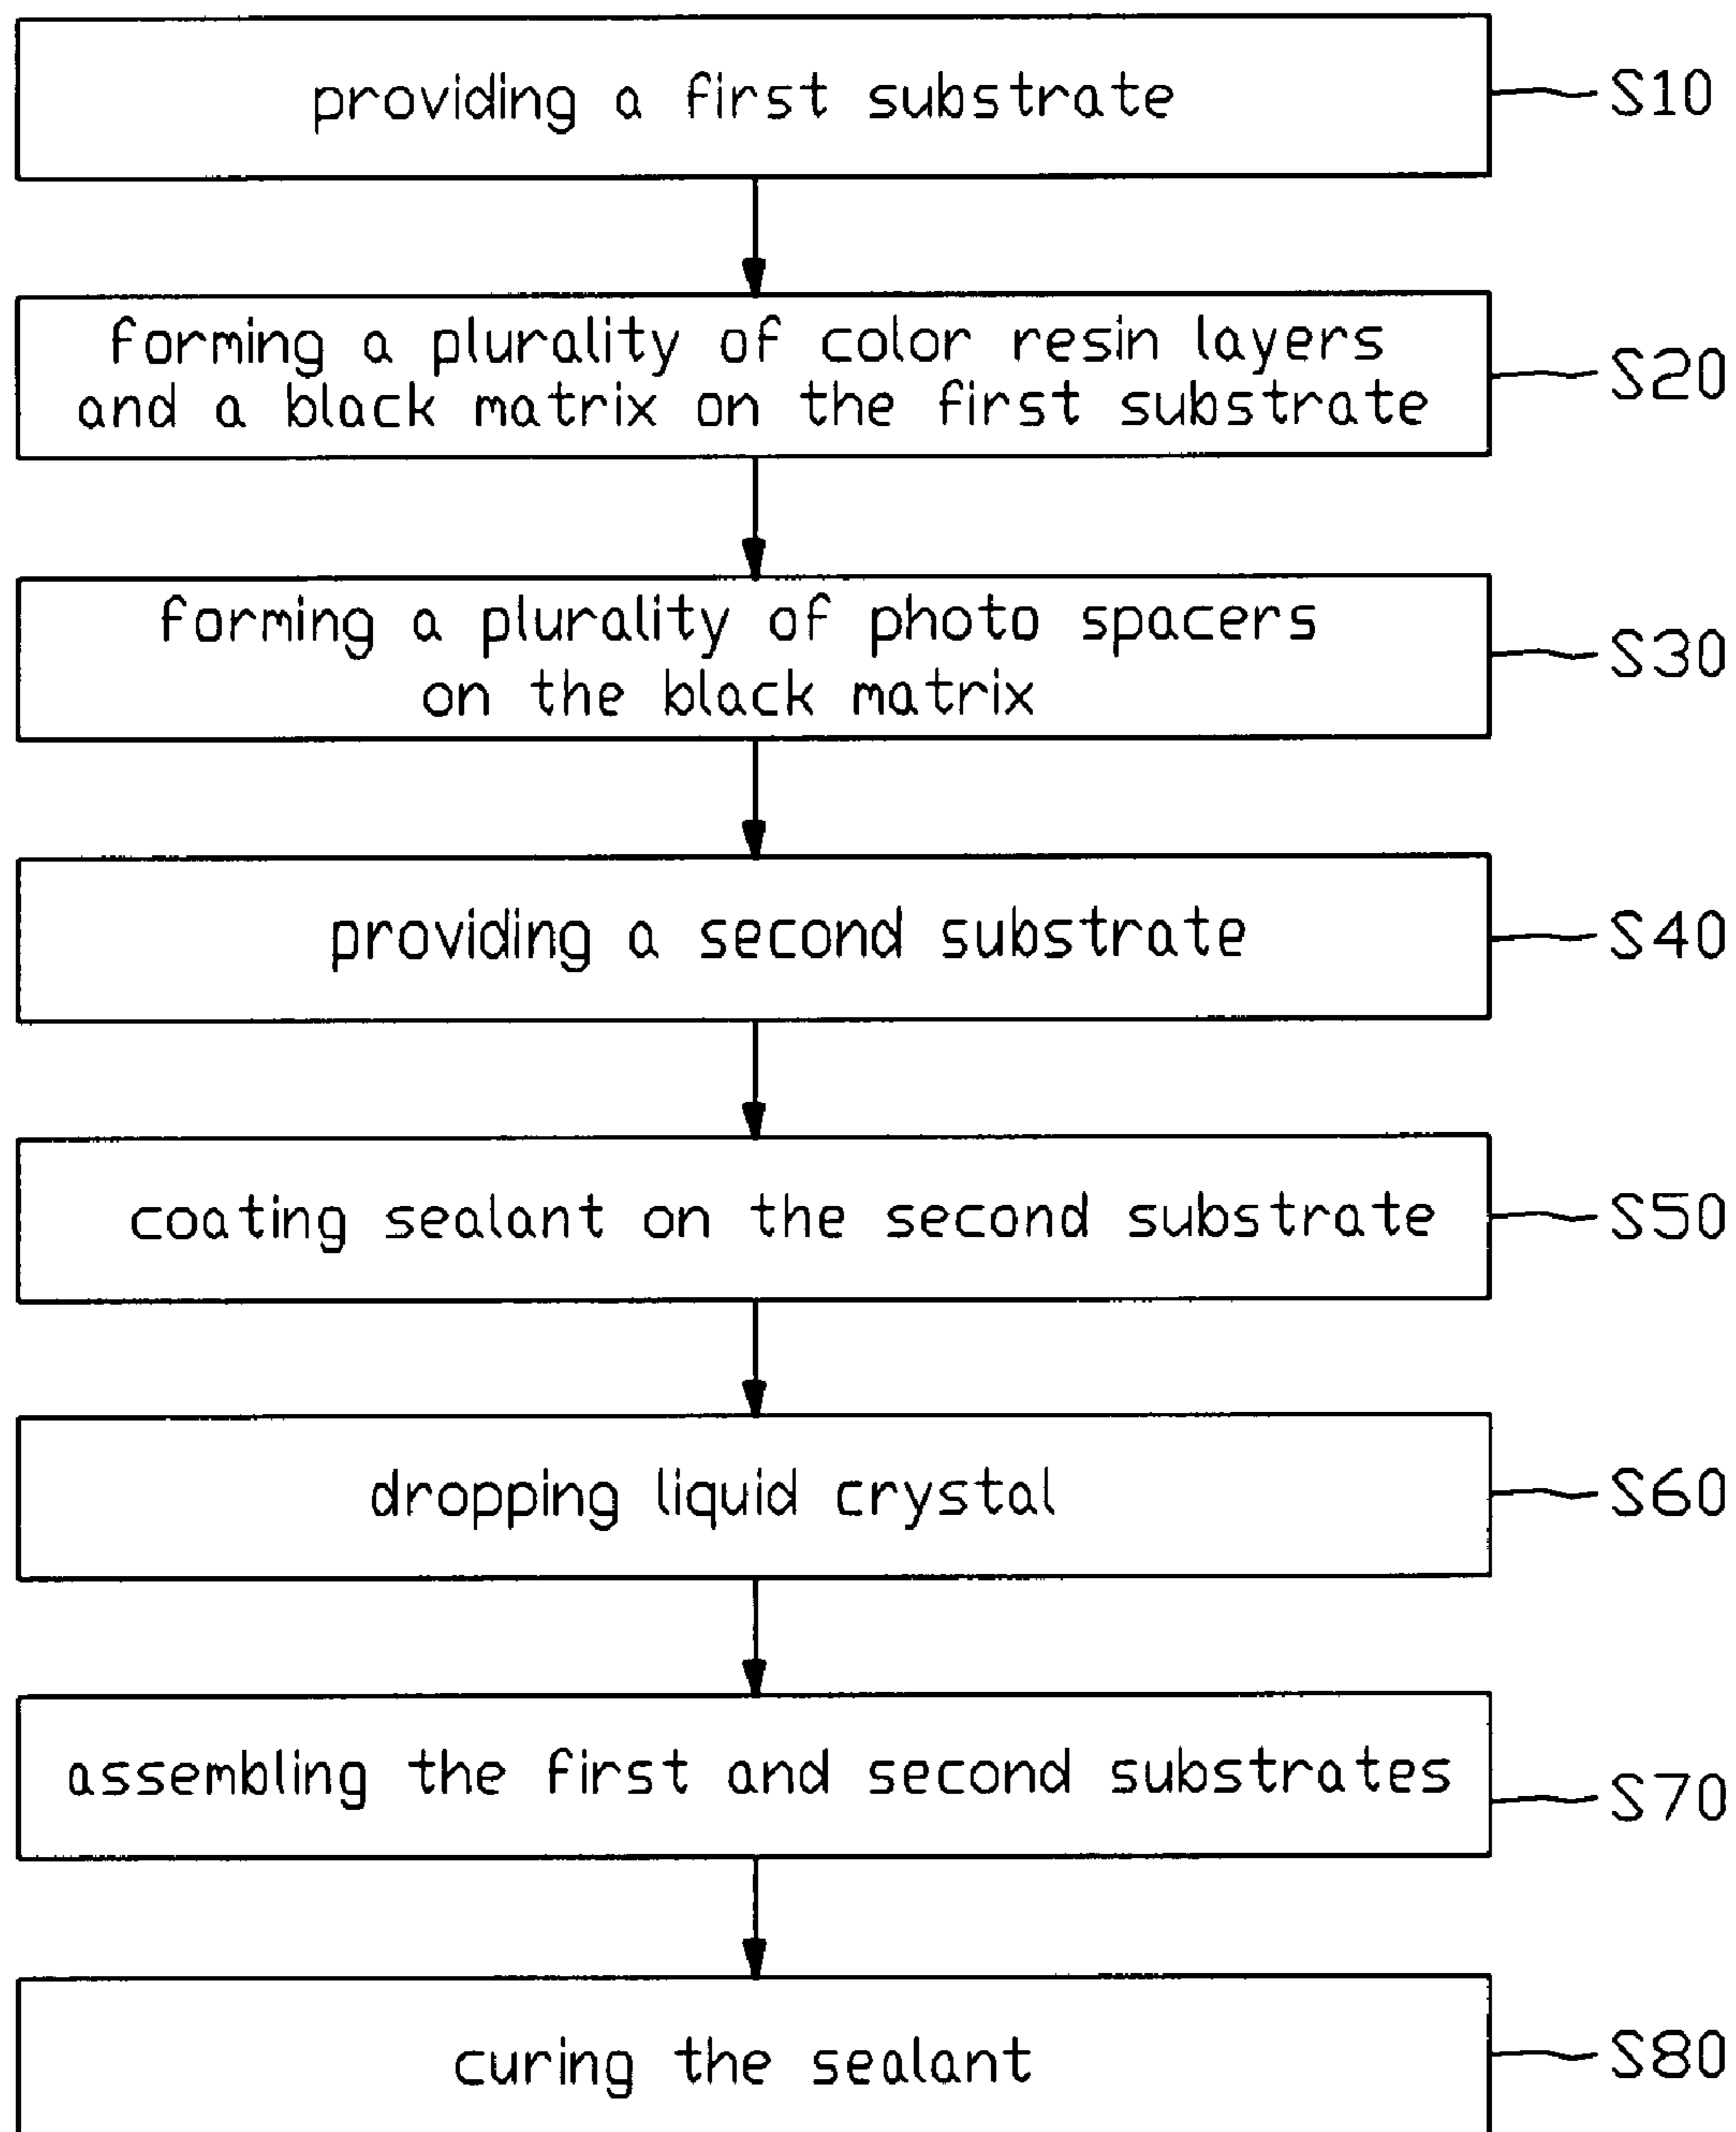 providing a first substrate
S10
forming a plurality of color resin layers
and a black matrix on the first substrate
S20
forming a plurality of photo spacers
on the black matrix
S30
providing a second substrate
S40
coating sealant on the second substrate
S50
dropping liquid crystal
S60
assembling the first and second substrates
S70
curing the sealant
S80